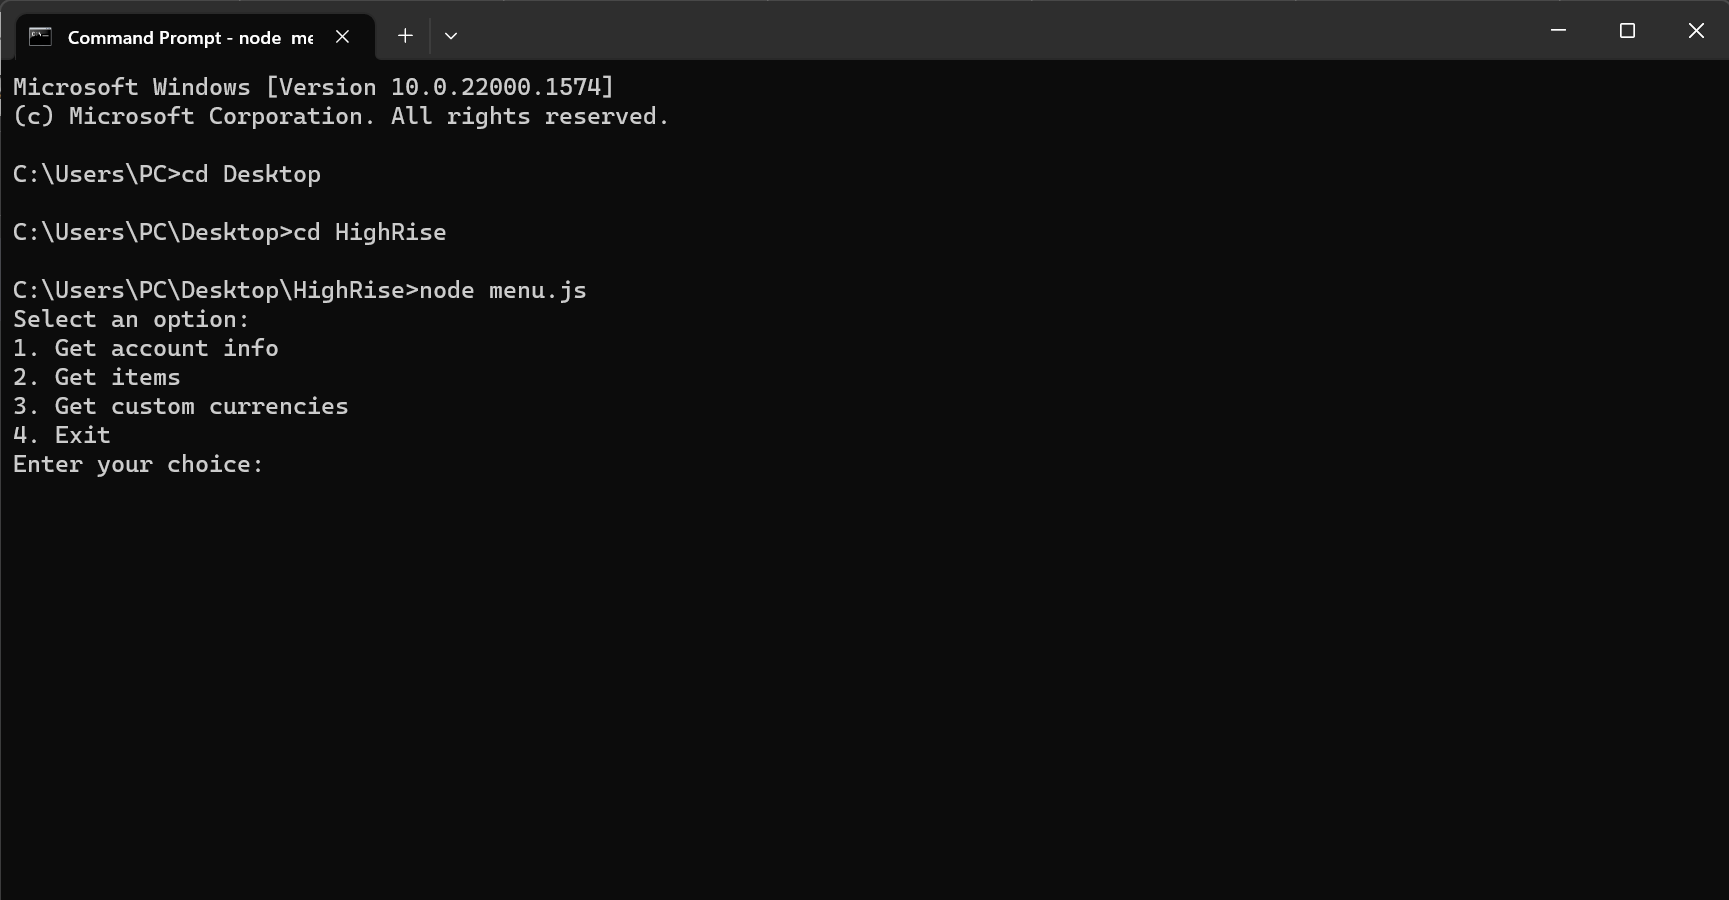 Command Prompt - node me
Microsoft Windows [Version 10.0.22000.1574]
(c) Microsoft Corporation. All rights reserved.
C:\Users\PC>cd Desktop
C:\Users\PC\Desktop>cd HighRise
C:\Users\PC\Desktop\HighRise>node menu.js
Select an option:
1. Get account info
2. Get items
3. Get custom currencies
4. Exit
Enter your choice: